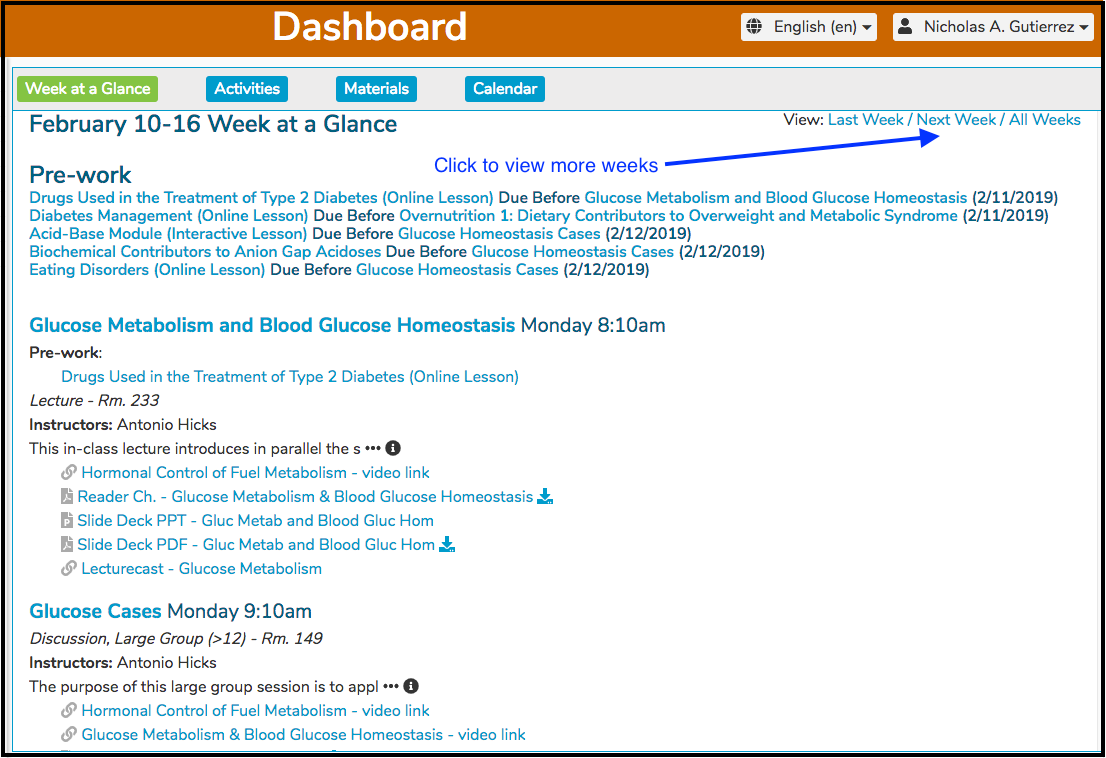 Dashboard
English (en)
Nicholas A. Gutierrez
Week at a Glance
Activities
Materials
Calendar
February 10-16 Week at a Glance
View: Last Week / Next Week / All Weeks
Click to view more weeks
Pre-work
Drugs Used in the Treatment of Type 2 Diabetes (Online Lesson) Due Before Glucose Metabolism and Blood Glucose Homeostasis (2/11/2019)
Diabetes Management (Online Lesson) Due Before Overnutrition 1: Dietary Contributors to Overweight and Metabolic Syndrome (2/11/2019)
Acid-Base Module (Interactive Lesson) Due Before Glucose Homeostasis Cases (2/12/2019)
Biochemical Contributors to Anion Gap Acidoses Due Before Glucose Homeostasis Cases (2/12/2019)
Eating Disorders (Online Lesson) Due Before Glucose Homeostasis Cases (2/12/2019)
Glucose Metabolism and Blood Glucose Homeostasis Monday 8:10am
Pre-work:
Drugs Used in the Treatment of Type 2 Diabetes (Online Lesson)
Lecture - Rm. 233
Instructors: Antonio Hicks
This in-class lecture introduces in parallel the s •••
Hormonal Control of Fuel Metabolism - video link
Reader Ch. - Glucose Metabolism & Blood Glucose Homeostasis
Slide Deck PPT - Gluc Metab and Blood Gluc Hom
Slide Deck PDF - Gluc Metab and Blood Gluc Hom
Lecturecast - Glucose Metabolism
Glucose Cases Monday 9:10am
Discussion, Large Group (>12) - Rm. 149
Instructors: Antonio Hicks
The purpose of this large group session is to appl •••
Hormonal Control of Fuel Metabolism - video link
Glucose Metabolism & Blood Glucose Homeostasis - video link